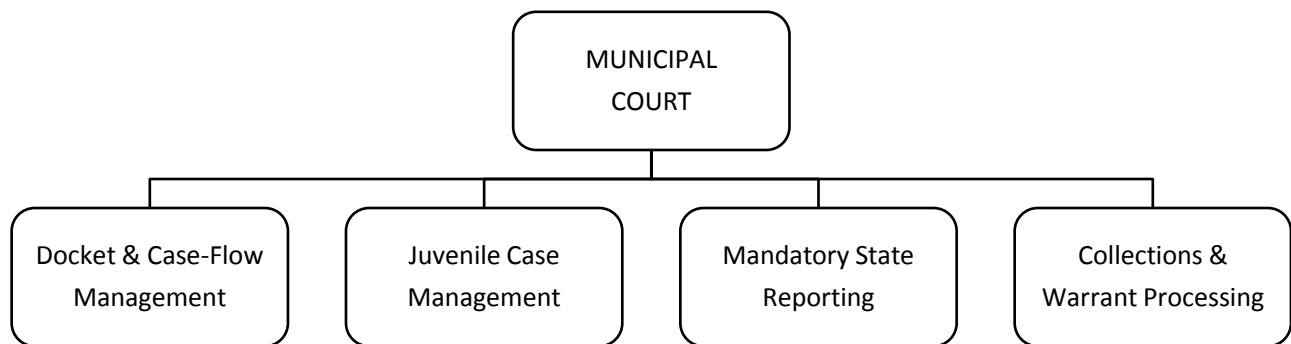 MUNICIPAL
COURT
Docket & Case-Flow
Management
Juvenile Case
Management
Mandatory State
Reporting
Collections &
Warrant Processing